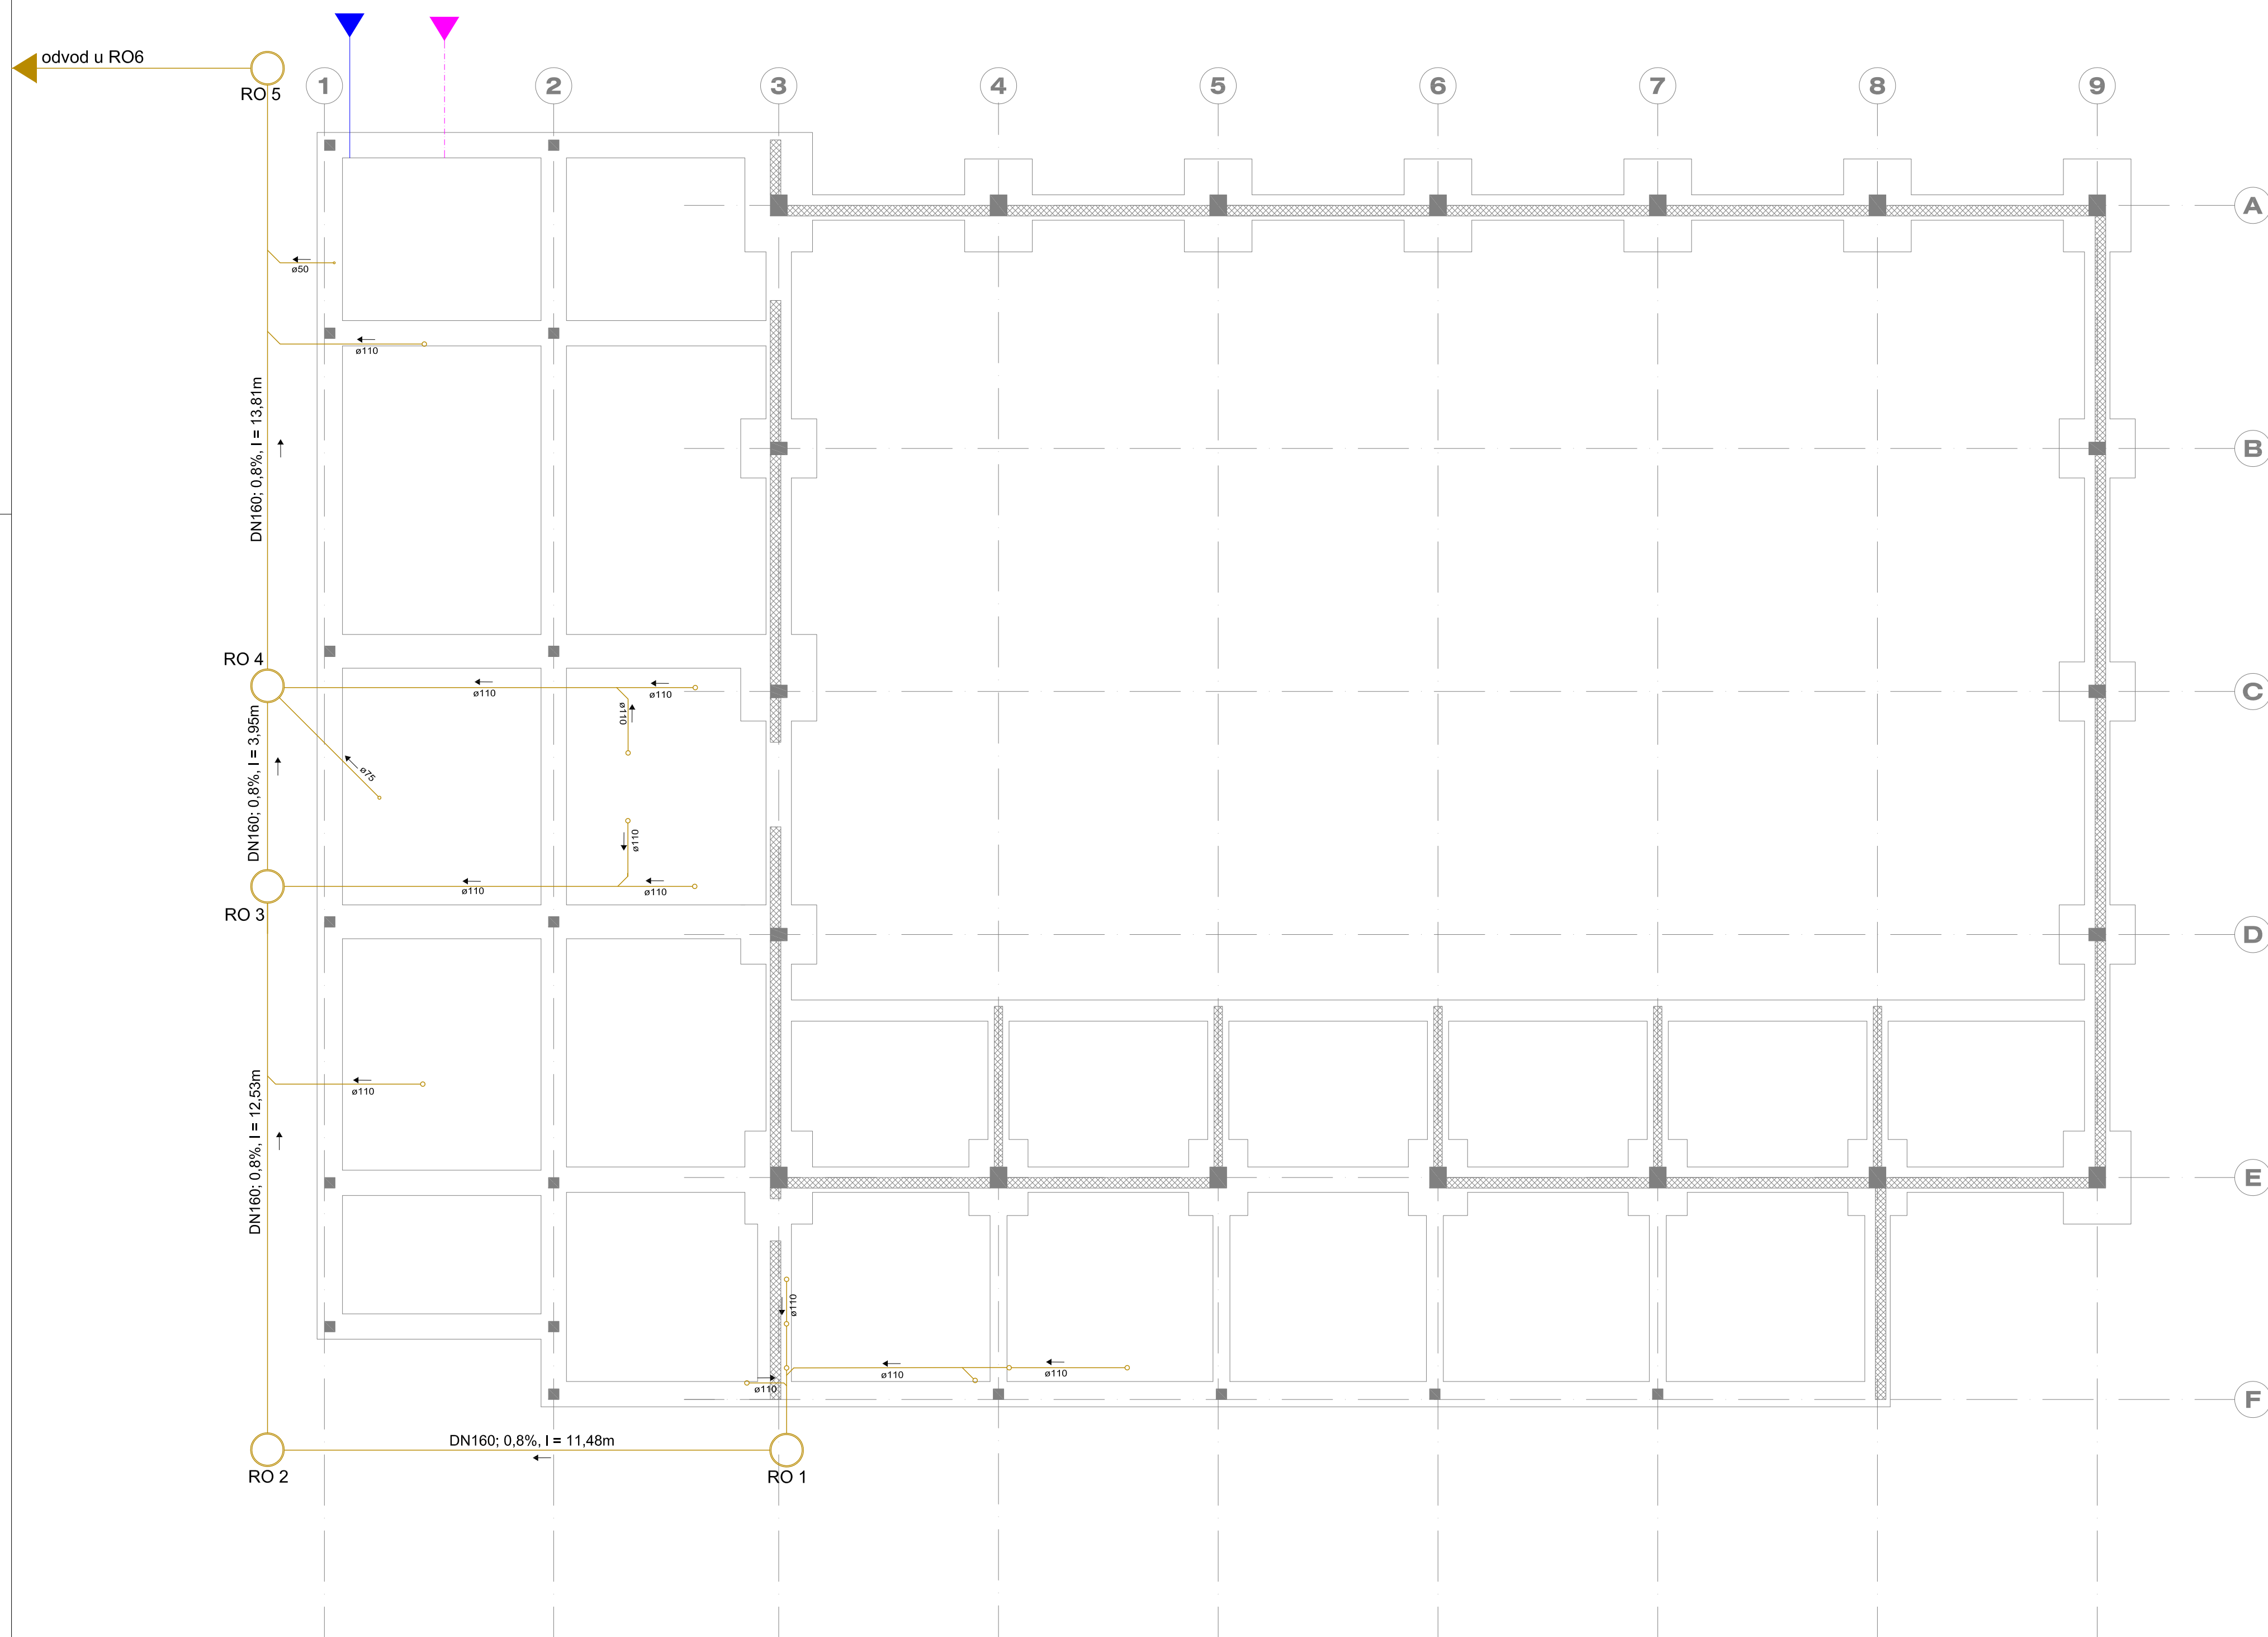 odvod u RO6
RO 5
1
2
3
4
5
6
7
8
9
A
ø50
ø110
DN160; 0,8%, l = 13,81m
B
RO 4
ø110
ø110
ø110
C
DN160; 0,8%, l = 3,95m
ø75
ø110
ø110
ø110
RO 3
D
ø110
DN160; 0,8%, l = 12,53m
E
ø110
ø110
ø110
ø110
F
DN160; 0,8%, l = 11,48m
RO 2
RO 1